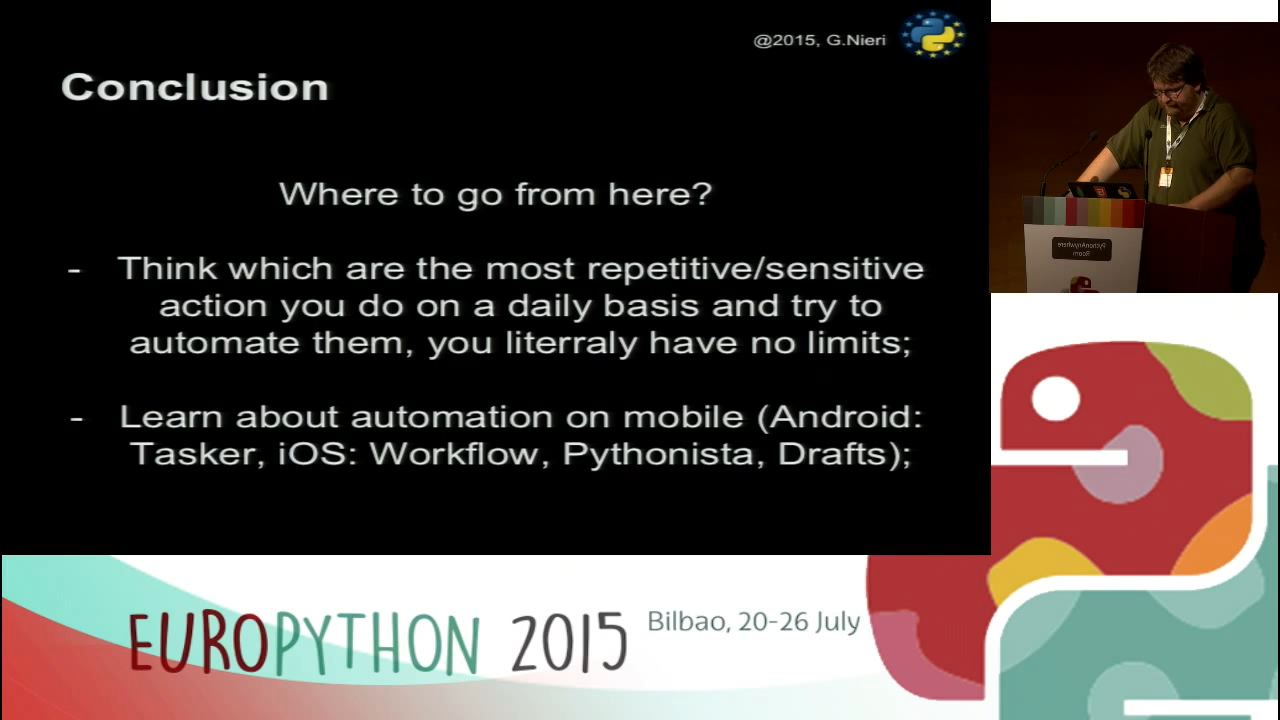 @2015, G.Nieri
Conclusion
Where to go from here?
- Think which are the most repetitive/sensitive
action you do on a daily basis and try to
automate them, you literraly have no limits;
- Learn about automation on mobile (Android:
Tasker, iOS: Workflow, Pythonista, Drafts);
PythonAnywhere
Room
EUROPYTHON 2015
Bilbao, 20-26 July